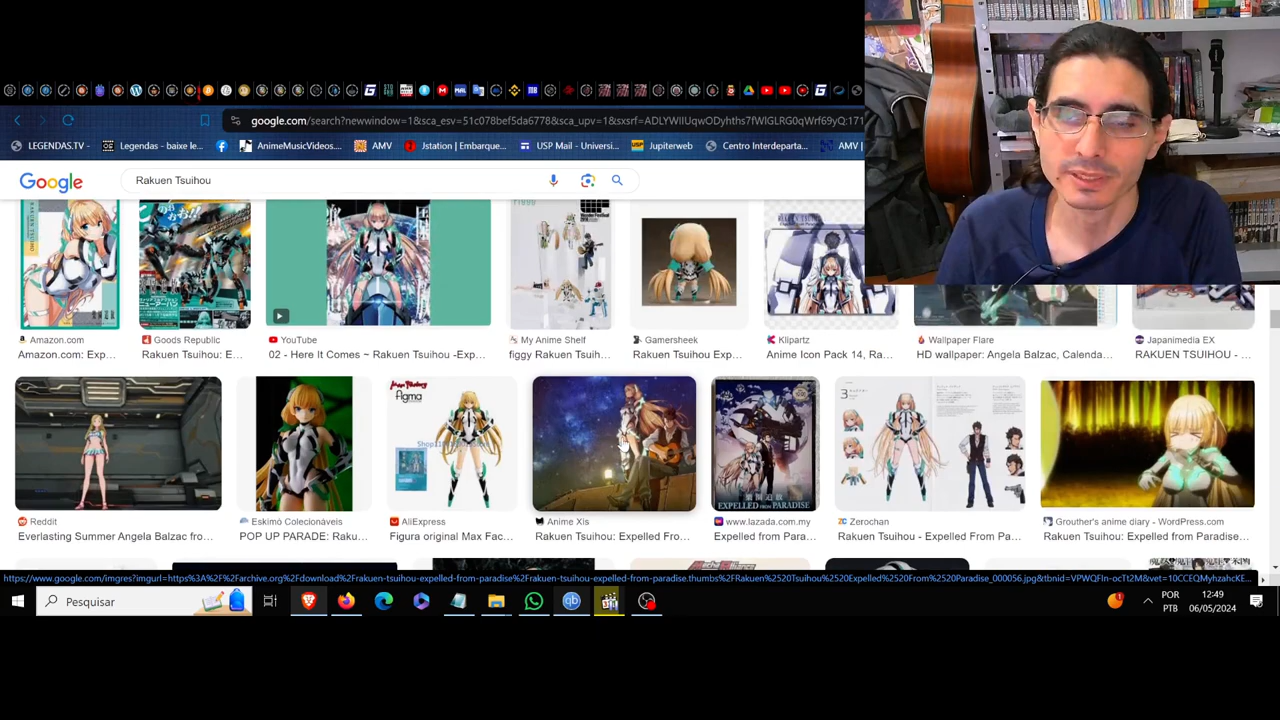 google.com/search?newwindow=1&sca_esv=51c078bef5da6778&sca_upv=1&sxsrf=ADLYWIIUqwODyhths7fWIGLRG0qWrf69yQ:171
LEGENDAS.TV - Legendas - baixe le... AnimeMusicVideos.... AMV Jstation | Embarque... USP Mail - Universi... Jupiterweb Centro Interdeparta... AMV |
Google Rakuen Tsuihou
Amazon.com Goods Republic YouTube My Anime Shelf Gamersheek Klipartz Wallpaper Flare Japanimedia EX
Amazon.com: Exp... Rakuen Tsuihou: E... 02 - Here It Comes ~ Rakuen Tsuihou -Exp... figgy Rakuen Tsuih... Rakuen Tsuihou Exp... Anime Icon Pack 14, Ra... HD wallpaper: Angela Balzac, Calenda... RAKUEN TSUIHOU - ...
figma
EXPELLED FROM PARADISE
3
Reddit Eskimó Colecionáveis AliExpress Anime Xis www.lazada.com.my Zerochan Grouther's anime diary - WordPress.com
Everlasting Summer Angela Balzac fro... POP UP PARADE: Raku... Figura original Max Fac... Rakuen Tsuihou: Expelled Fro... Expelled from Para... Rakuen Tsuihou - Expelled From Pa... Rakuen Tsuihou: Expelled from Paradise...
https://www.google.com/imgres?imgurl=https%3A%2F%2Farchive.org%2Fdownload%2Frakuen-tsuihou-expelled-from-paradise%2Frakuen-tsuihou-expelled-from-paradise.thumbs%2FRakuen%2520Tsuihou%2520Expelled%2520From%2520Paradise_000056.jpg&tbnid=VPWQFIn-ocTt2M&vet=10CCEQMyhzahcKE...
Pesquisar
POR 12:49
PTB 06/05/2024